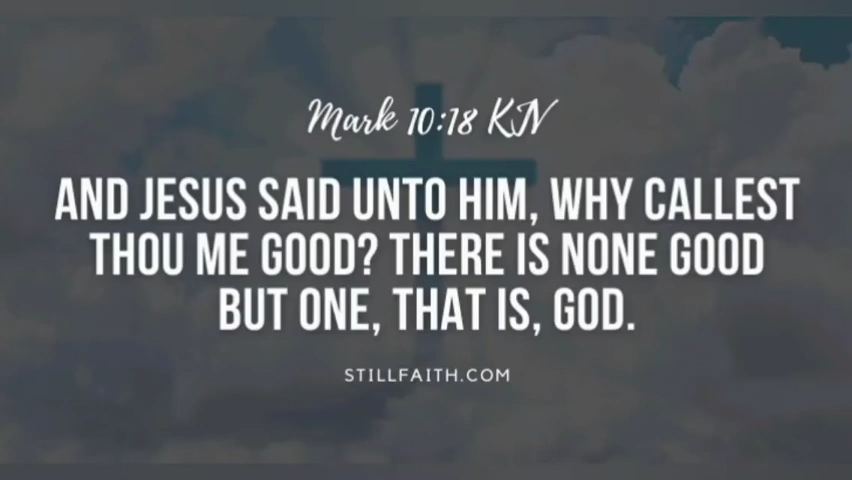 Mark 10:18 KJV
AND JESUS SAID UNTO HIM, WHY CALLEST
THOU ME GOOD? THERE IS NONE GOOD
BUT ONE, THAT IS, GOD.
STILLFAITH.COM